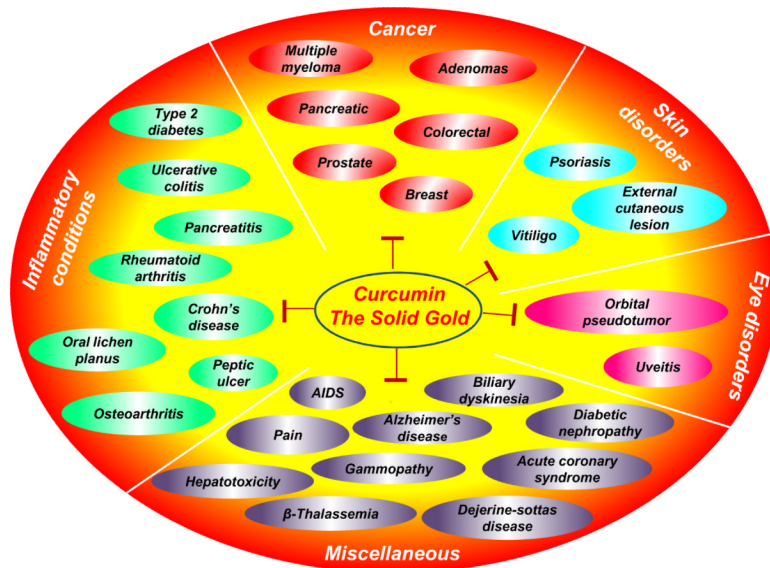 Cancer
Multiple
myeloma
Adenomas
Pancreatic
Colorectal
Prostate
Breast
Skin
disorders
Psoriasis
External
cutaneous
lesion
Vitiligo
Eye disorders
Orbital
pseudotumor
Uveitis
Inflammatory
conditions
Type 2
diabetes
Ulcerative
colitis
Pancreatitis
Rheumatoid
arthritis
Crohn's
disease
Oral lichen
planus
Peptic
ulcer
Osteoarthritis
Curcumin
The Solid Gold
AIDS
Biliary
dyskinesia
Pain
Alzheimer's
disease
Diabetic
nephropathy
Hepatotoxicity
Gammopathy
Acute coronary
syndrome
β-Thalassemia
Dejerine-sottas
disease
Miscellaneous